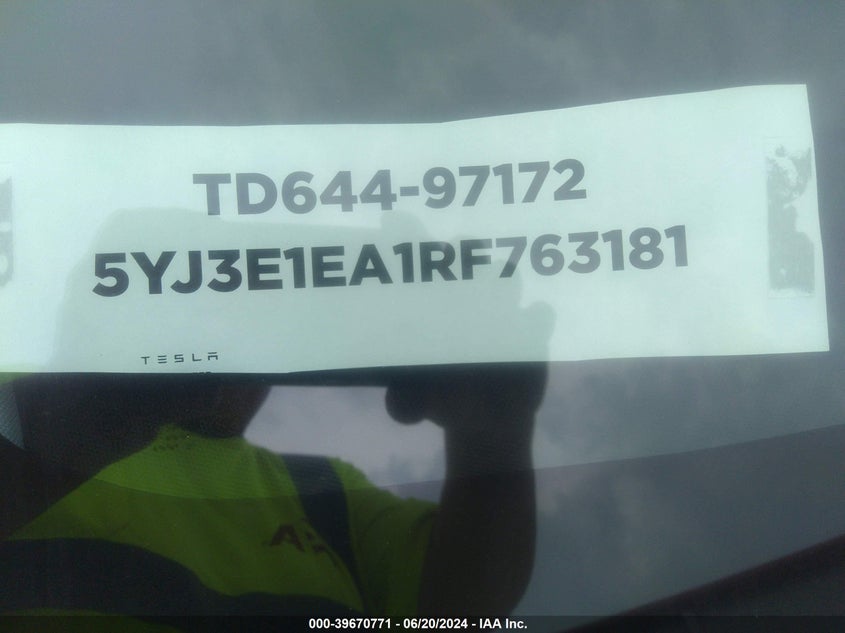 TD644-97172
5YJ3E1EA1RF763181
TESLA
000-39670771 - 06/20/2024 - IAA Inc.